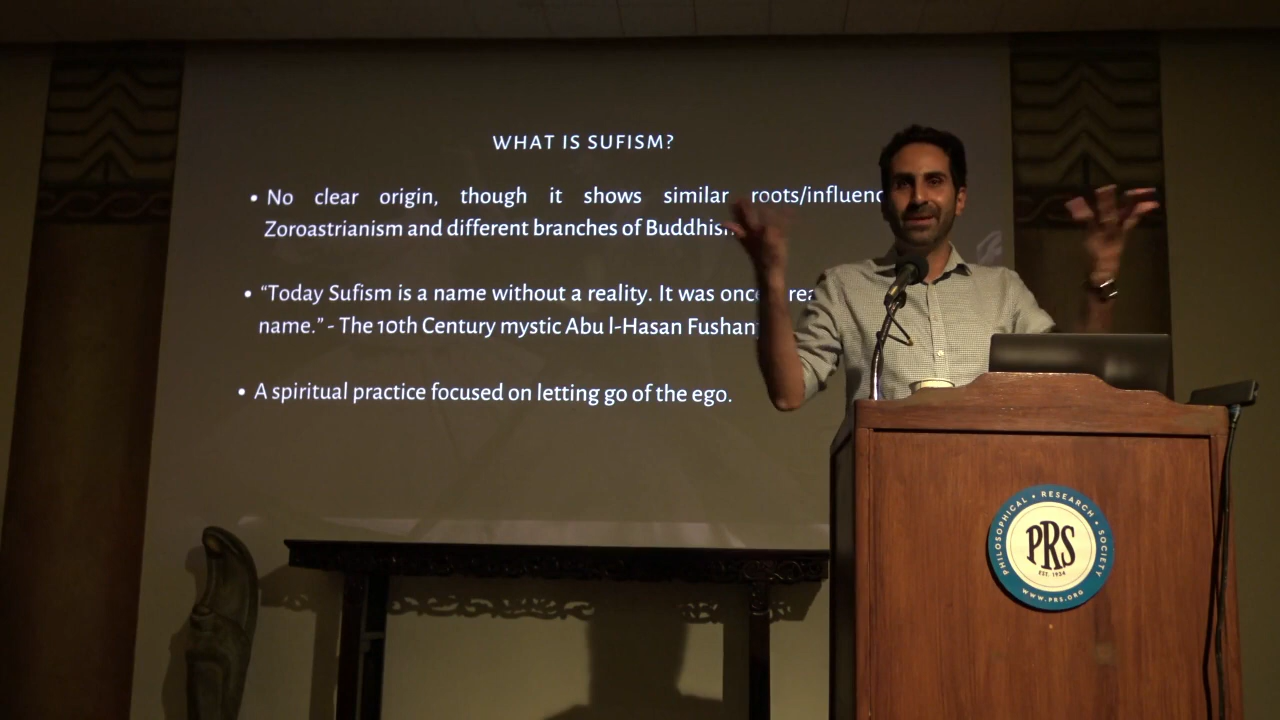 WHAT IS SUFISM?
• No clear origin, though it shows similar roots/influenc
Zoroastrianism and different branches of Buddhism.
• “Today Sufism is a name without a reality. It was once rea
name.” - The 10th Century mystic Abu l-Hasan Fushan
• A spiritual practice focused on letting go of the ego.
PHILOSOPHICAL • RESEARCH • SOCIETY
PRS
EST. 1934
WWW.PRS.ORG